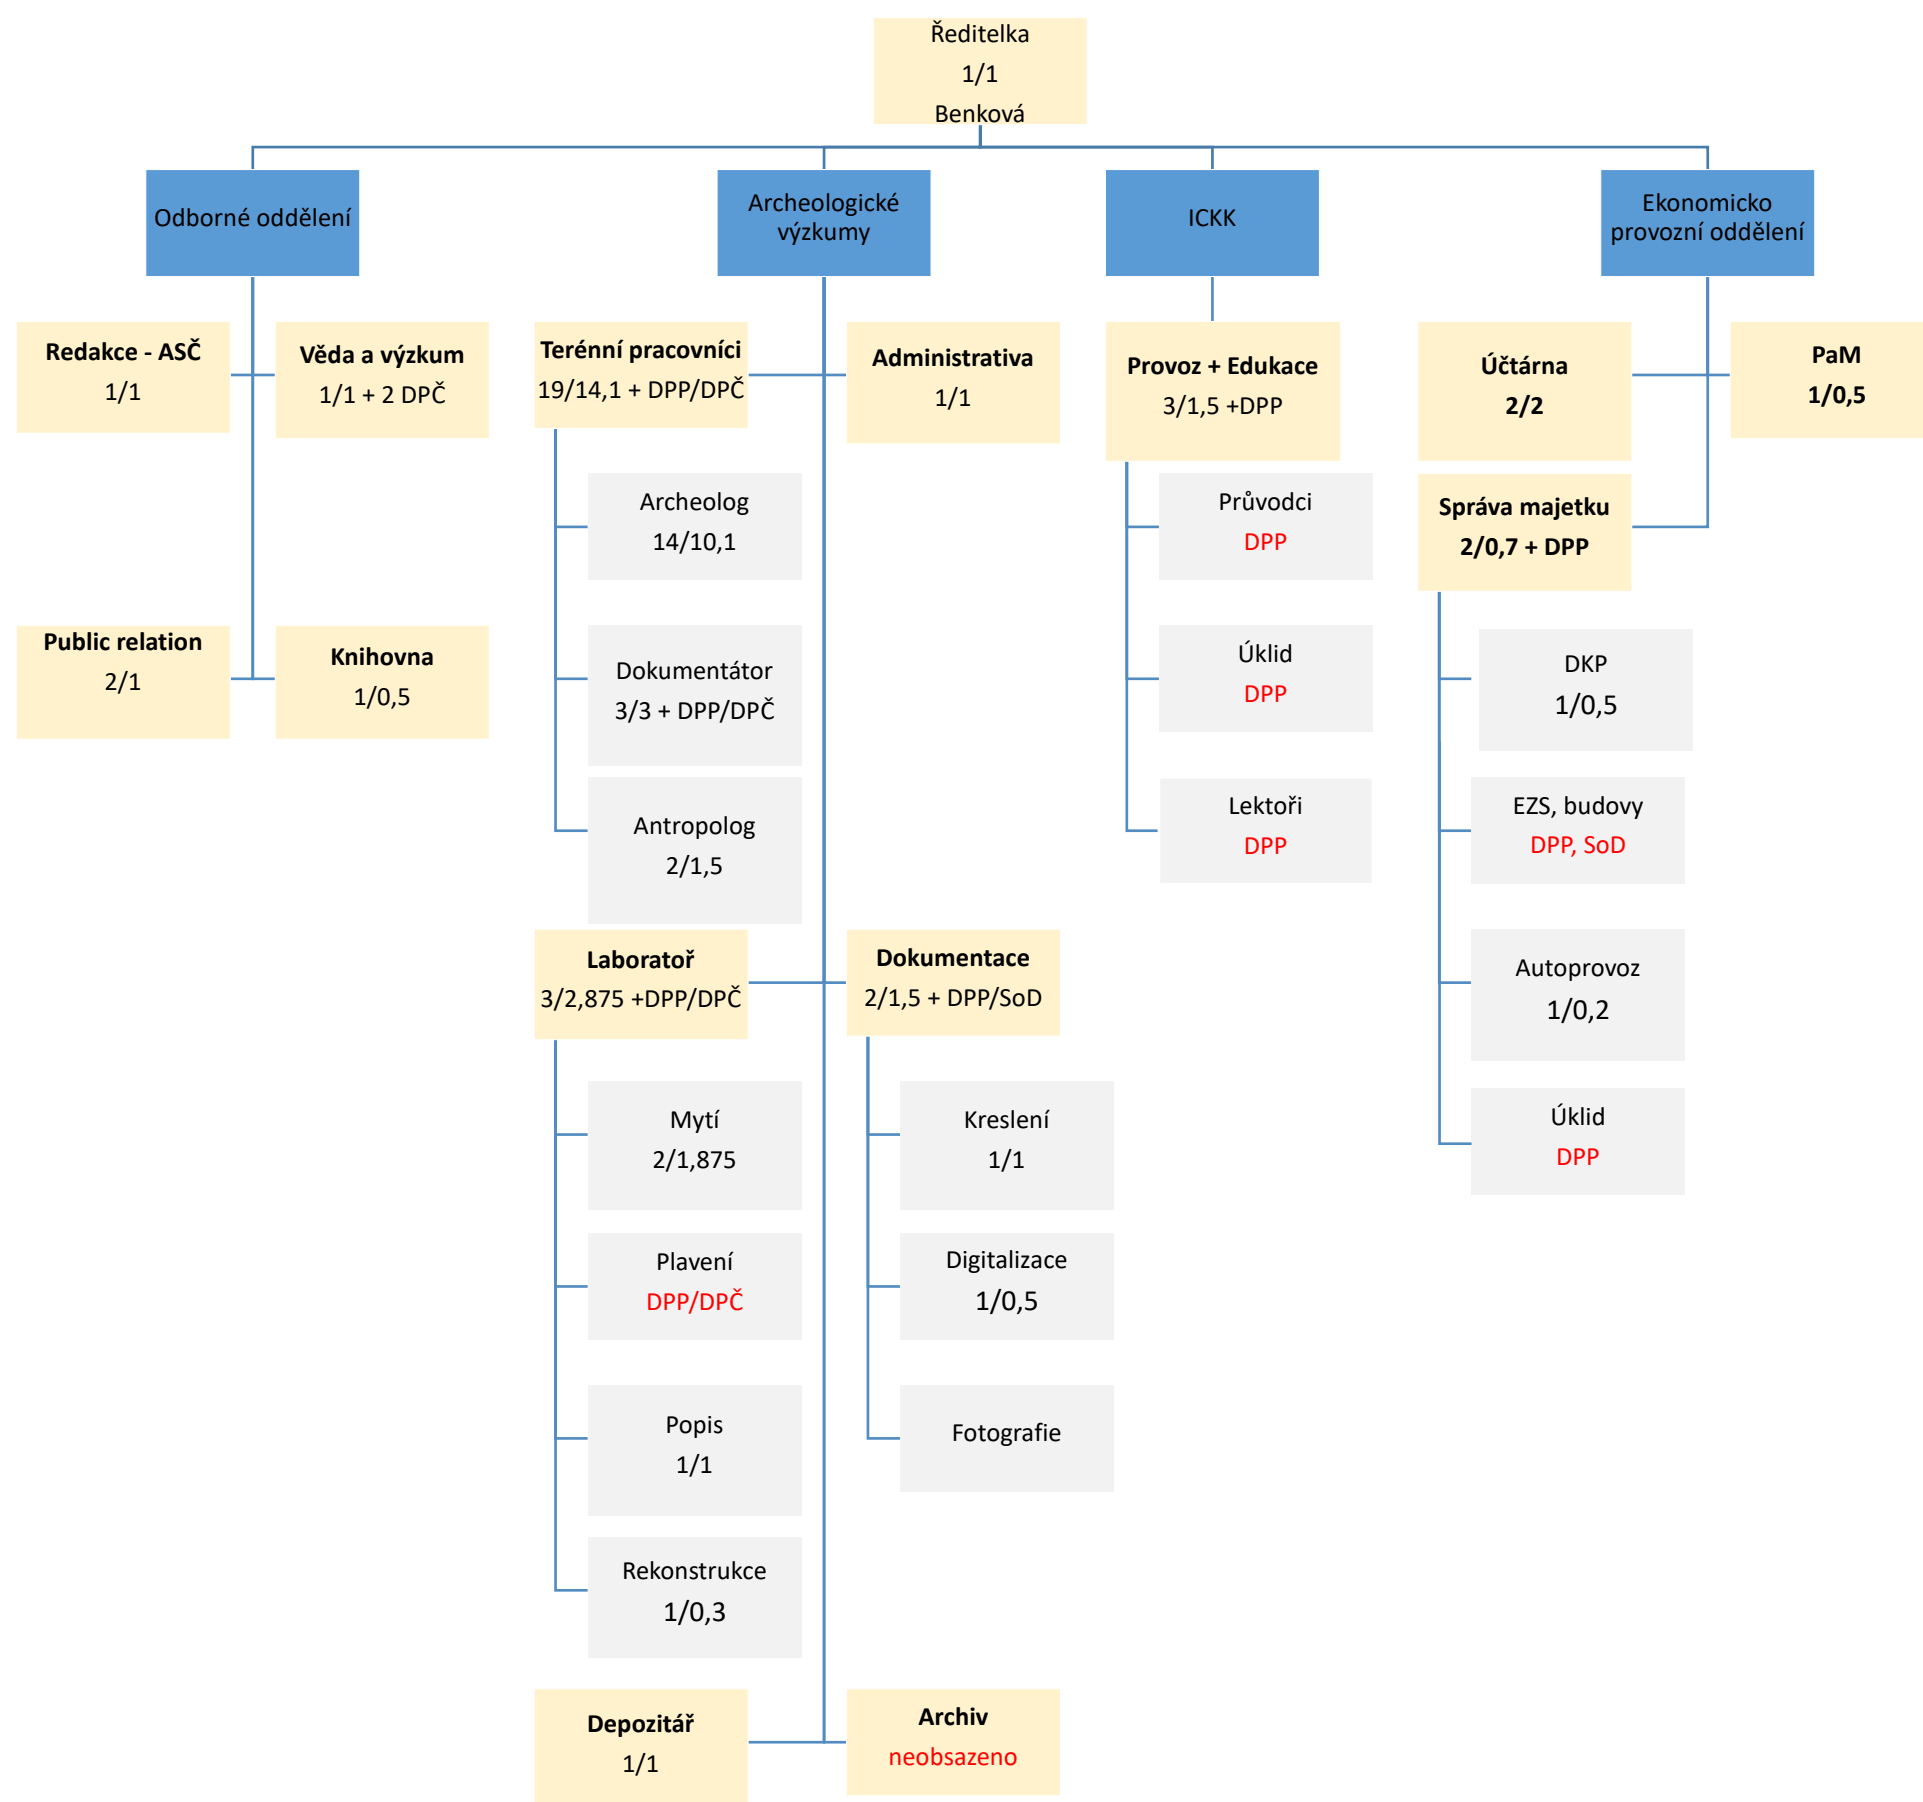 Ředitelka
1/1
Benková
Odborné oddělení
Archeologické
výzkumy
ICKK
Ekonomicko
provozní oddělení
Redakce - ASČ
1/1
Věda a výzkum
1/1 + 2 DPČ
Public relation
2/1
Knihovna
1/0,5
Terénní pracovníci
19/14,1 + DPP/DPČ
Administrativa
1/1
Archeolog
14/10,1
Dokumentátor
3/3 + DPP/DPČ
Antropolog
2/1,5
Laboratoř
3/2,875 +DPP/DPČ
Dokumentace
2/1,5 + DPP/SoD
Mytí
2/1,875
Plavení
DPP/DPČ
Popis
1/1
Rekonstrukce
1/0,3
Kreslení
1/1
Digitalizace
1/0,5
Fotografie
Depozitář
1/1
Archiv
neobsazeno
Provoz + Edukace
3/1,5 +DPP
Průvodci
DPP
Úklid
DPP
Lektoři
DPP
Účtárna
2/2
PaM
1/0,5
Správa majetku
2/0,7 + DPP
DKP
1/0,5
EZS, budovy
DPP, SoD
Autoprovoz
1/0,2
Úklid
DPP